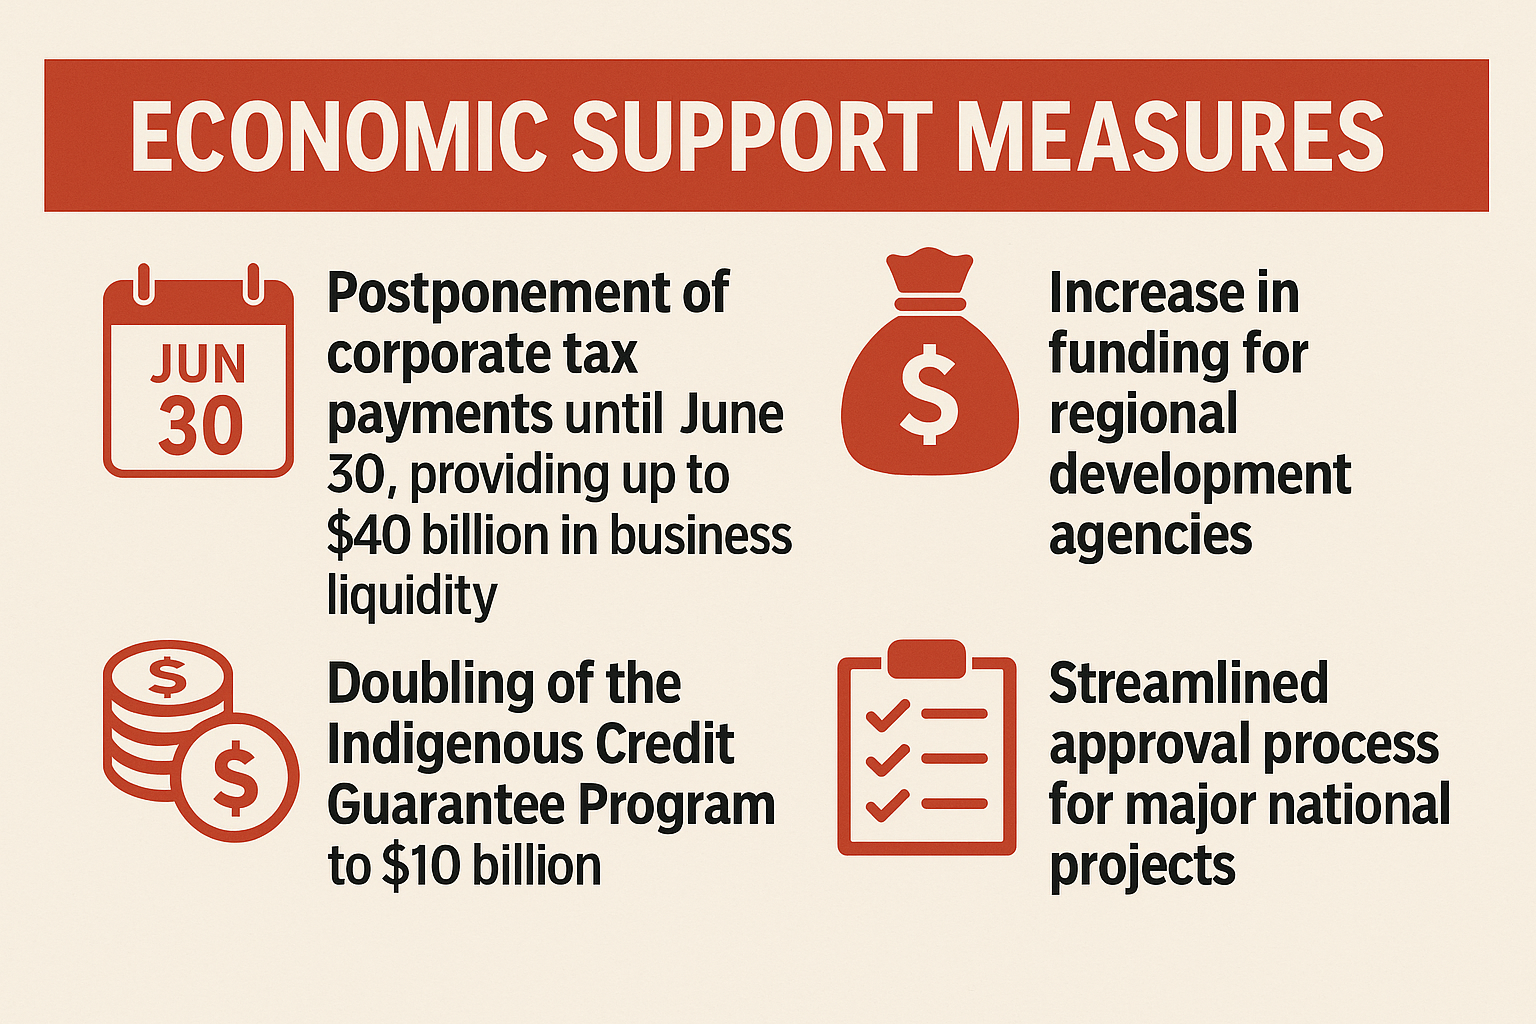 ECONOMIC SUPPORT MEASURES
JUN
30
Postponement of
corporate tax
payments until June
30, providing up to
$40 billion in business
liquidity
$
Increase in
funding for
regional
development
agencies
$
$
Doubling of the
Indigenous Credit
Guarantee Program
to $10 billion
Streamlined
approval process
for major national
projects